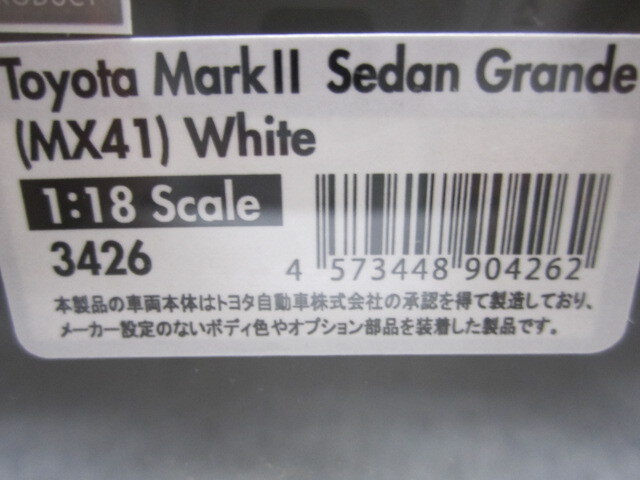 RODUCT
Toyota MarkII Sedan Grande
(MX41) White
1:18 Scale
3426
4 573448 904262
本製品の車両本体はトヨタ自動車株式会社の承認を得て製造しており、
メーカー設定のないボディ色やオプション部品を装着した製品です。